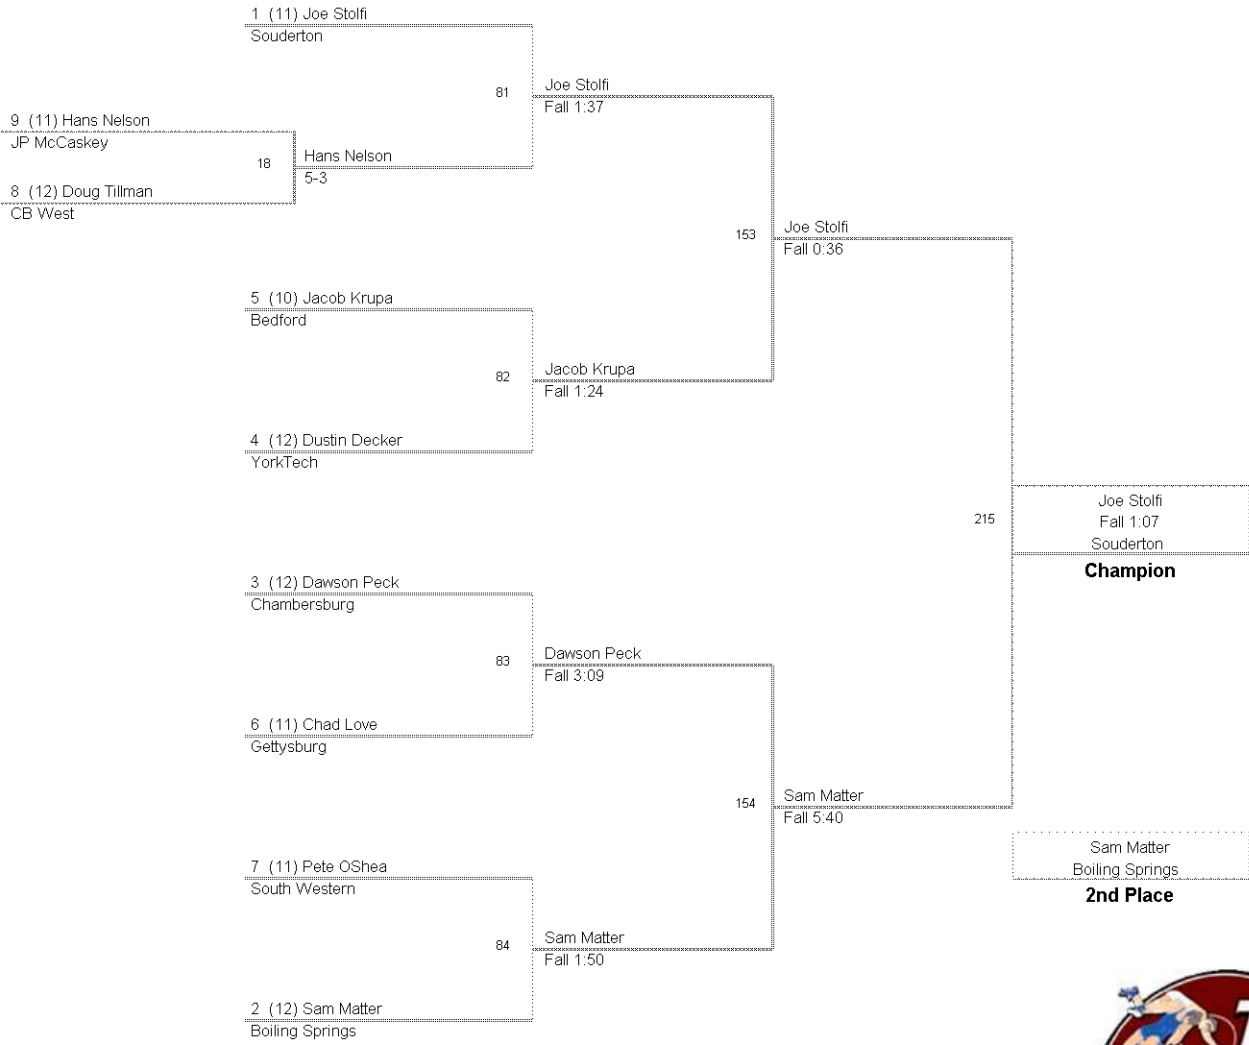 1 (11) Joe Stolfi
Souderton
81
Joe Stolfi
Fall 1:37
9 (11) Hans Nelson
JP McCaskey
18
Hans Nelson
5-3
8 (12) Doug Tillman
CB West
153
Joe Stolfi
Fall 0:36
5 (10) Jacob Krupa
Bedford
82
Jacob Krupa
Fall 1:24
4 (12) Dustin Decker
YorkTech
215
Joe Stolfi
Fall 1:07
Souderton
Champion
3 (12) Dawson Peck
Chambersburg
83
Dawson Peck
Fall 3:09
6 (11) Chad Love
Gettysburg
154
Sam Matter
Fall 5:40
Sam Matter
Boiling Springs
2nd Place
7 (11) Pete OShea
South Western
84
Sam Matter
Fall 1:50
2 (12) Sam Matter
Boiling Springs